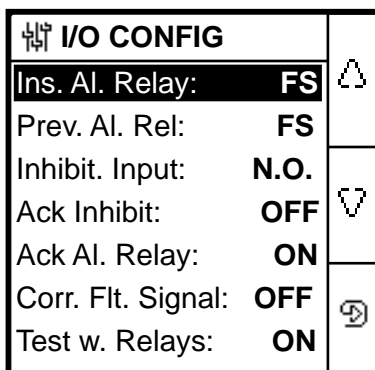 I/O CONFIG
Ins. Al. Relay: FS
Prev. Al. Rel: FS
Inhibit. Input: N.O.
Ack Inhibit: OFF
Ack Al. Relay: ON
Corr. Flt. Signal: OFF
Test w. Relays: ON